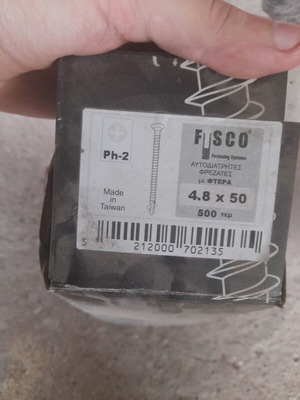 FISCO®
Fastening Systems
ΑΥΤΟΔΙΑΤΡΗΤΕΣ
ΦΡΕΖΑΤΕΣ
με ΦΤΕΡΑ
4.8 x 50
500 τεμ
Ph-2
Made
in
Taiwan
5 212000 702135